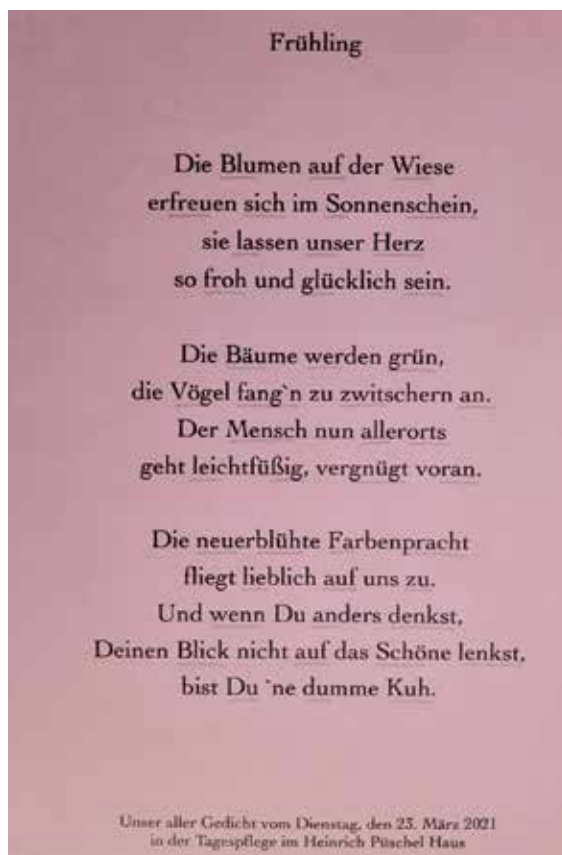 Frühling
Die Blumen auf der Wiese
erfreuen sich im Sonnenschein,
sie lassen unser Herz
so froh und glücklich sein.
Die Bäume werden grün,
die Vögel fang`n zu zwitschern an.
Der Mensch nun allerorts
geht leichtfüßig, vergnügt voran.
Die neuerblühte Farbenpracht
fliegt lieblich auf uns zu.
Und wenn Du anders denkst,
Deinen Blick nicht auf das Schöne lenkst,
bist Du `ne dumme Kuh.
Unser aller Gedicht vom Dienstag, den 23. März 2021
in der Tagespflege im Heinrich Püschel Haus